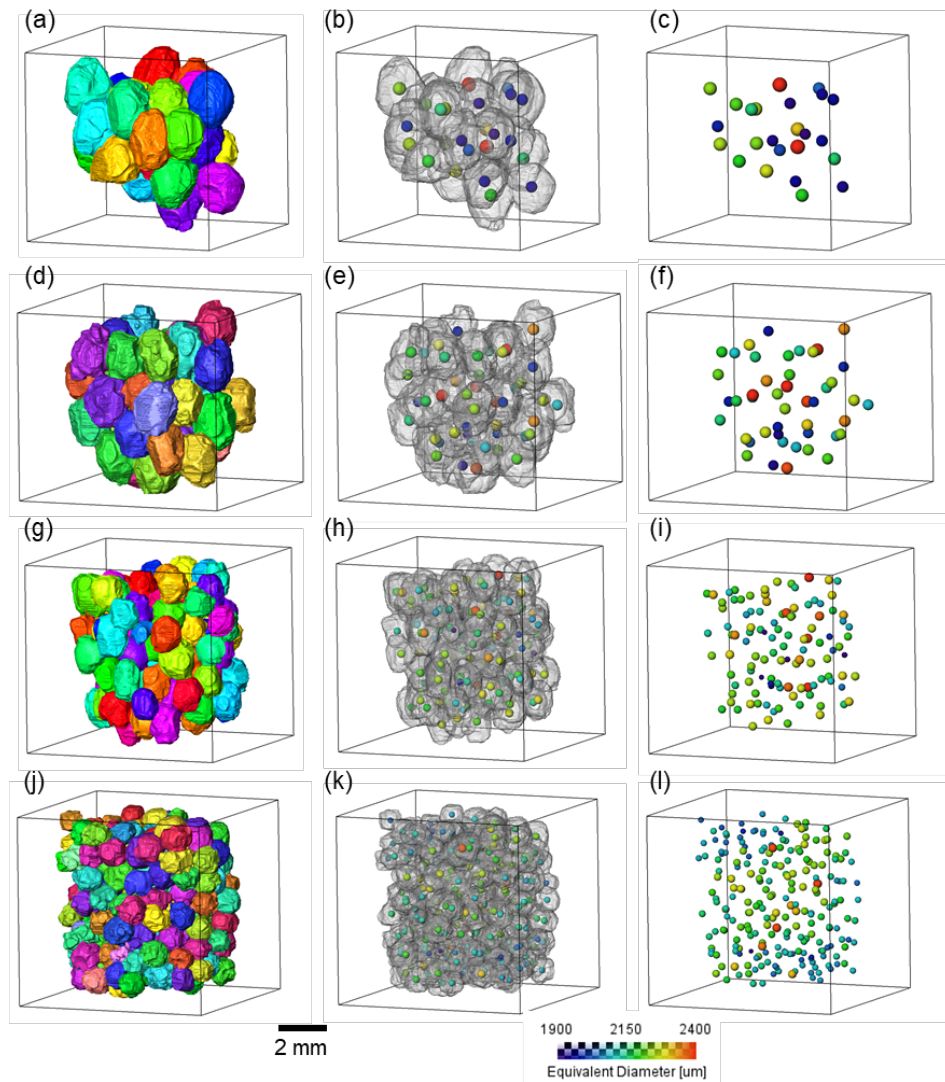 (a) (b) (c)
(d) (e) (f)
(g) (h) (i)
(j) (k) (l)
2 mm
1900 2150 2400
Equivalent Diameter [um]